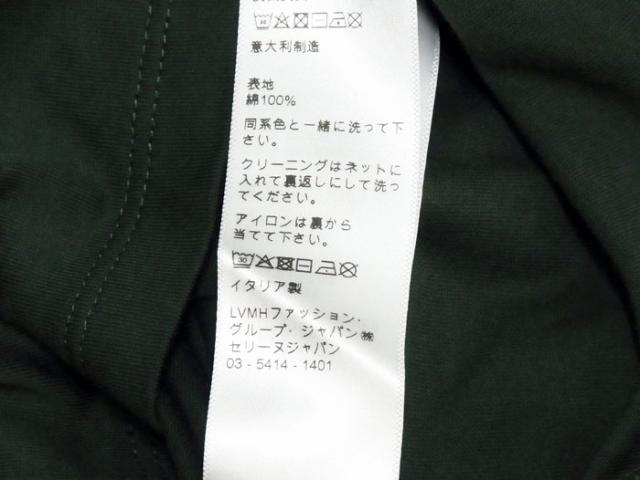 意大利制造
表地
綿100%
同系色と一緒に洗って下
さい。
クリーニングはネットに
入れて裏返しにして洗っ
てください。
アイロンは裏から
当てて下さい。
30
イタリア製
LVMHファッション・
グループ・ジャパン㈱
セリーヌジャパン
03 - 5414 - 1401